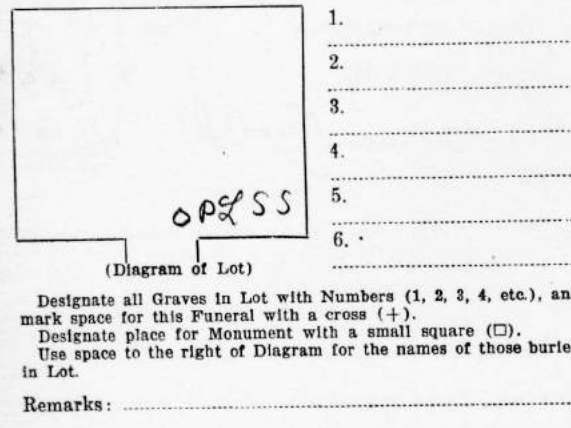 1.
2.
3.
4.
5.
6.
OPLSS
(Diagram of Lot)
Designate all Graves in Lot with Numbers (1, 2, 3, 4, etc.), an
mark space for this Funeral with a cross (+).
Designate place for Monument with a small square (□).
Use space to the right of Diagram for the names of those burie
in Lot.
Remarks: